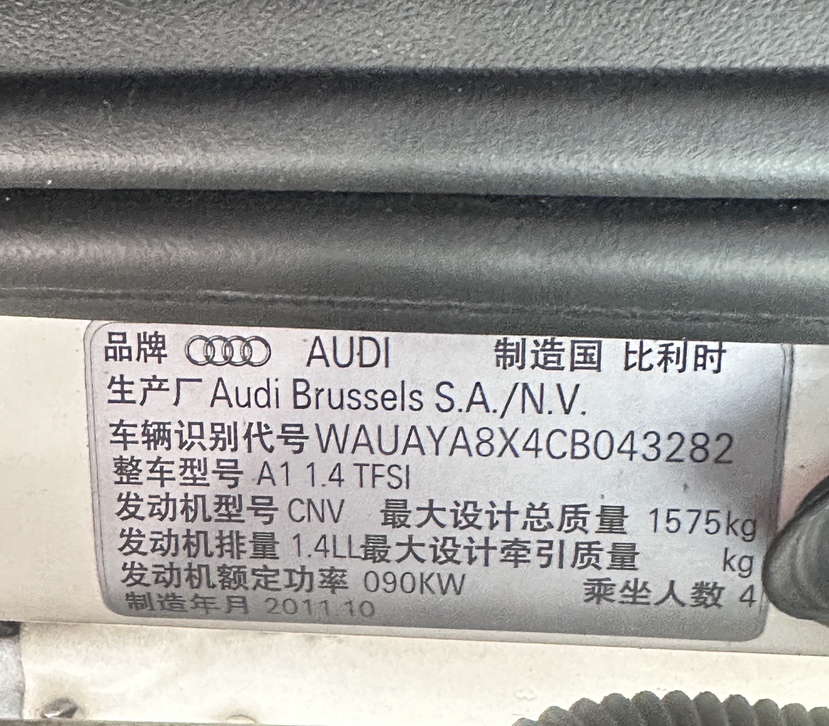 品牌 AUDI 制造国 比利时
生产厂 Audi Brussels S.A./N.V.
车辆识别代号 WAUAYA8X4CB043282
整车型号 A1 1.4 TFSI
发动机型号 CNV 最大设计总质量 1575kg
发动机排量 1.4LL最大设计牵引质量 kg
发动机额定功率 090KW 乘坐人数 4
制造年月 2011.10